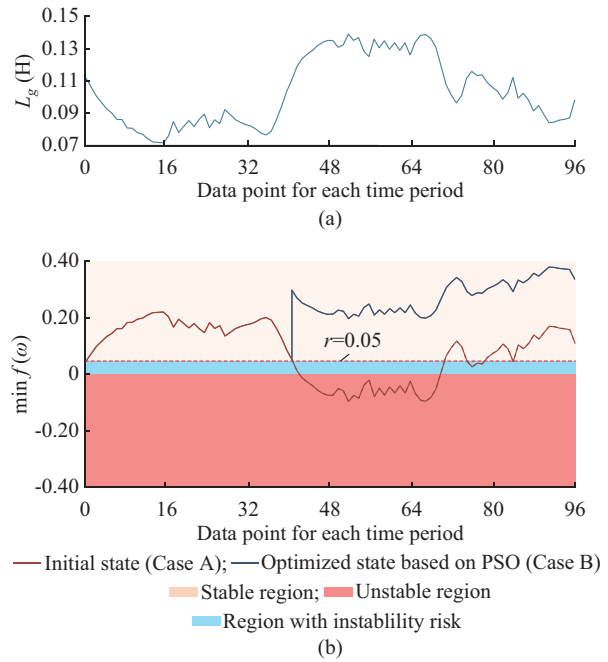 0.15
0.13
0.11
0.09
0.07
L_g (H)
0 16 32 48 64 80 96
Data point for each time period
(a)
0.40
0.20
0
-0.20
-0.40
min f(ω)
r=0.05
0 16 32 48 64 80 96
Data point for each time period
Initial state (Case A); Optimized state based on PSO (Case B)
Stable region; Unstable region
Region with instablility risk
(b)